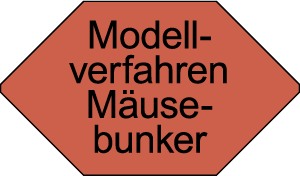 Modell-
verfahren
Mäuse-
bunker